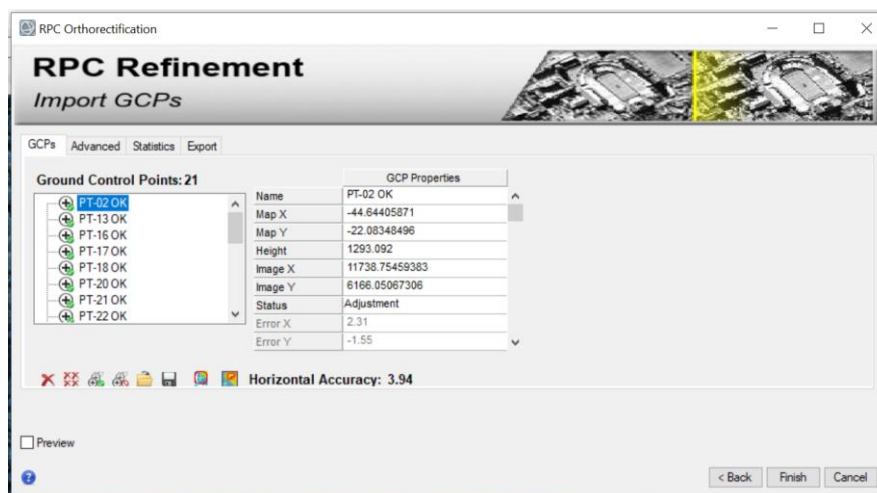 RPC Orthorectification
RPC Refinement
Import GCPs
GCPs Advanced Statistics Export
Ground Control Points: 21
PT-02 OK
PT-13 OK
PT-16 OK
PT-17 OK
PT-18 OK
PT-20 OK
PT-21 OK
PT-22 OK
GCP Properties
Name PT-02 OK
Map X -44.64405871
Map Y -22.08348496
Height 1293.092
Image X 11738.75459383
Image Y 6166.05067306
Status Adjustment
Error X 2.31
Error Y -1.55
Horizontal Accuracy: 3.94
Preview
< Back Finish Cancel